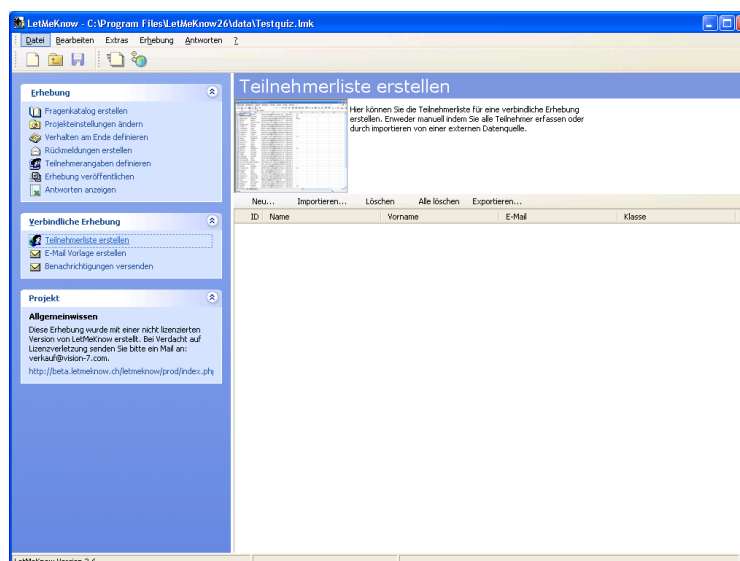 LetMeKnow - C:\Program Files\LetMeKnow26\data\Testquiz.lmk
Datei Bearbeiten Extras Erhebung Antworten ?
Erhebung
Fragenkatalog erstellen
Projekteinstellungen ändern
Verhalten am Ende definieren
Rückmeldungen erstellen
Teilnehmerangaben definieren
Erhebung veröffentlichen
Antworten anzeigen
Verbindliche Erhebung
Teilnehmerliste erstellen
E-Mail Vorlage erstellen
Benachrichtigungen versenden
Projekt
Allgemeinwissen
Diese Erhebung wurde mit einer nicht lizenzierten
Version von LetMeKnow erstellt. Bei Verdacht auf
Lizenzverletzung senden Sie bitte ein Mail an:
verkauf@vision-7.com.
http://beta.letmeknow.ch/letmeknow/prod/index.php
Teilnehmerliste erstellen
Hier können Sie die Teilnehmerliste für eine verbindliche Erhebung
erstellen. Enweder manuell indem Sie alle Teilnehmer erfassen oder
durch importieren von einer externen Datenquelle.
Neu... Importieren... Löschen Alle löschen Exportieren...
ID Name Vorname E-Mail Klasse